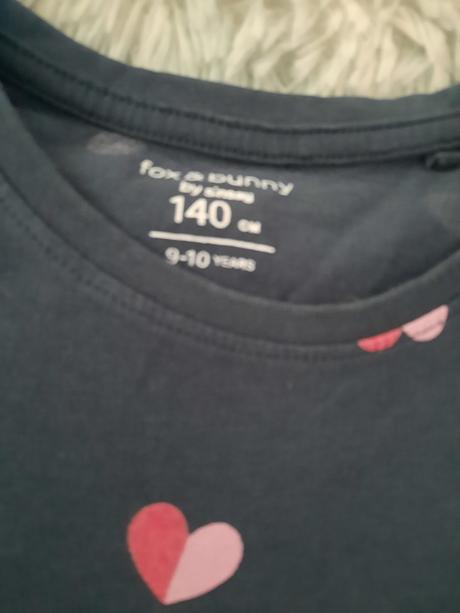 fox & bunny
by sinsay
140 CM
9-10 YEARS